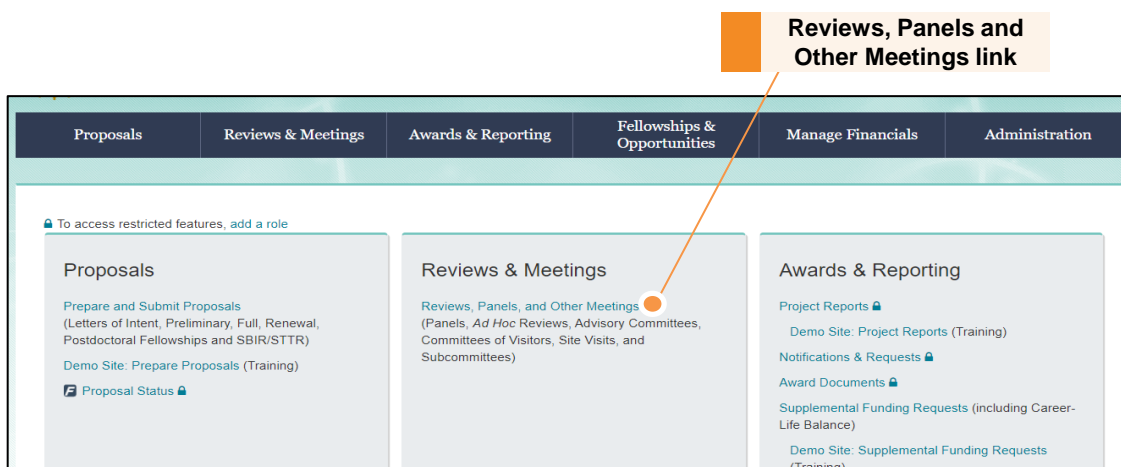 Reviews, Panels and
Other Meetings link
Proposals
Reviews & Meetings
Awards & Reporting
Fellowships &
Opportunities
Manage Financials
Administration
To access restricted features, add a role
Proposals
Prepare and Submit Proposals
(Letters of Intent, Preliminary, Full, Renewal,
Postdoctoral Fellowships and SBIR/STTR)
Demo Site: Prepare Proposals (Training)
Proposal Status
Reviews & Meetings
Reviews, Panels, and Other Meetings
(Panels, Ad Hoc Reviews, Advisory Committees,
Committees of Visitors, Site Visits, and
Subcommittees)
Awards & Reporting
Project Reports
Demo Site: Project Reports (Training)
Notifications & Requests
Award Documents
Supplemental Funding Requests (including Career-
Life Balance)
Demo Site: Supplemental Funding Requests
(Training)